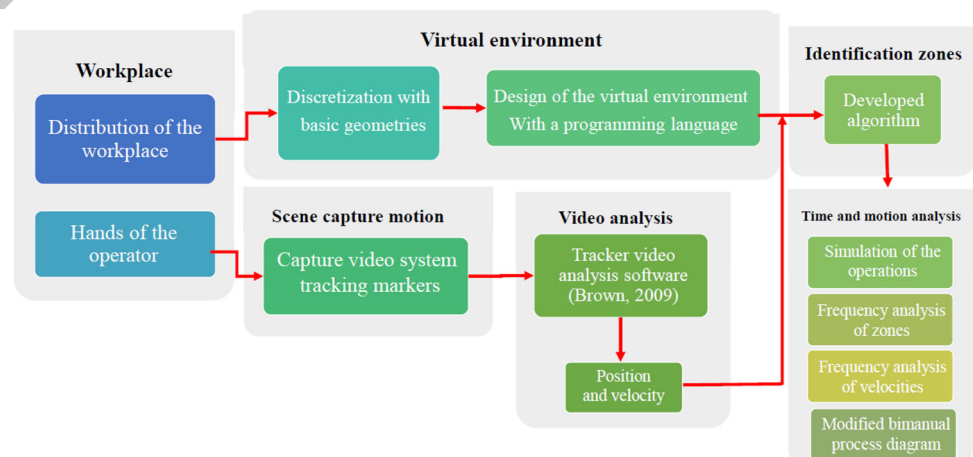 Workplace
Distribution of the
workplace
Hands of the
operator
Virtual environment
Discretization with
basic geometries
Design of the virtual environment
With a programming language
Scene capture motion
Capture video system
tracking markers
Video analysis
Tracker video
analysis software
(Brown, 2009)
Position
and velocity
Identification zones
Developed
algorithm
Time and motion analysis
Simulation of the
operations
Frequency analysis
of zones
Frequency analysis
of velocities
Modified bimanual
process diagram